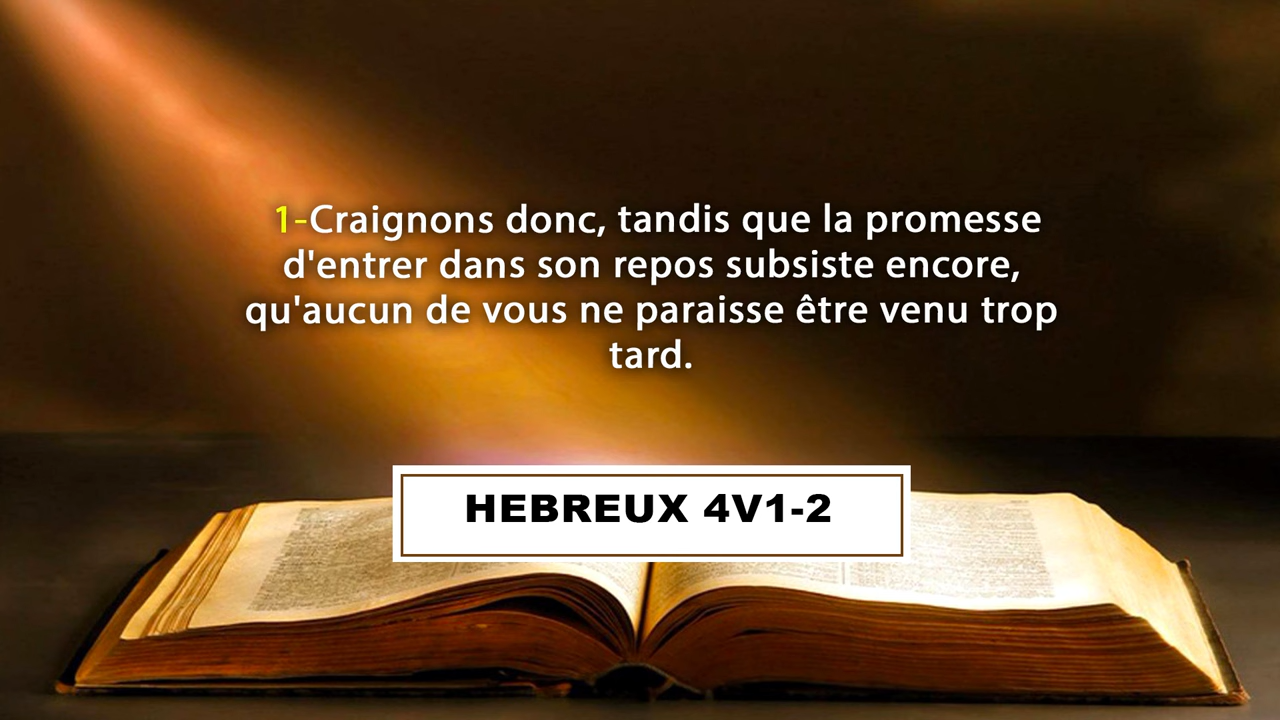 1-Craignons donc, tandis que la promesse
d'entrer dans son repos subsiste encore,
qu'aucun de vous ne paraisse être venu trop
tard.
HEBREUX 4V1-2